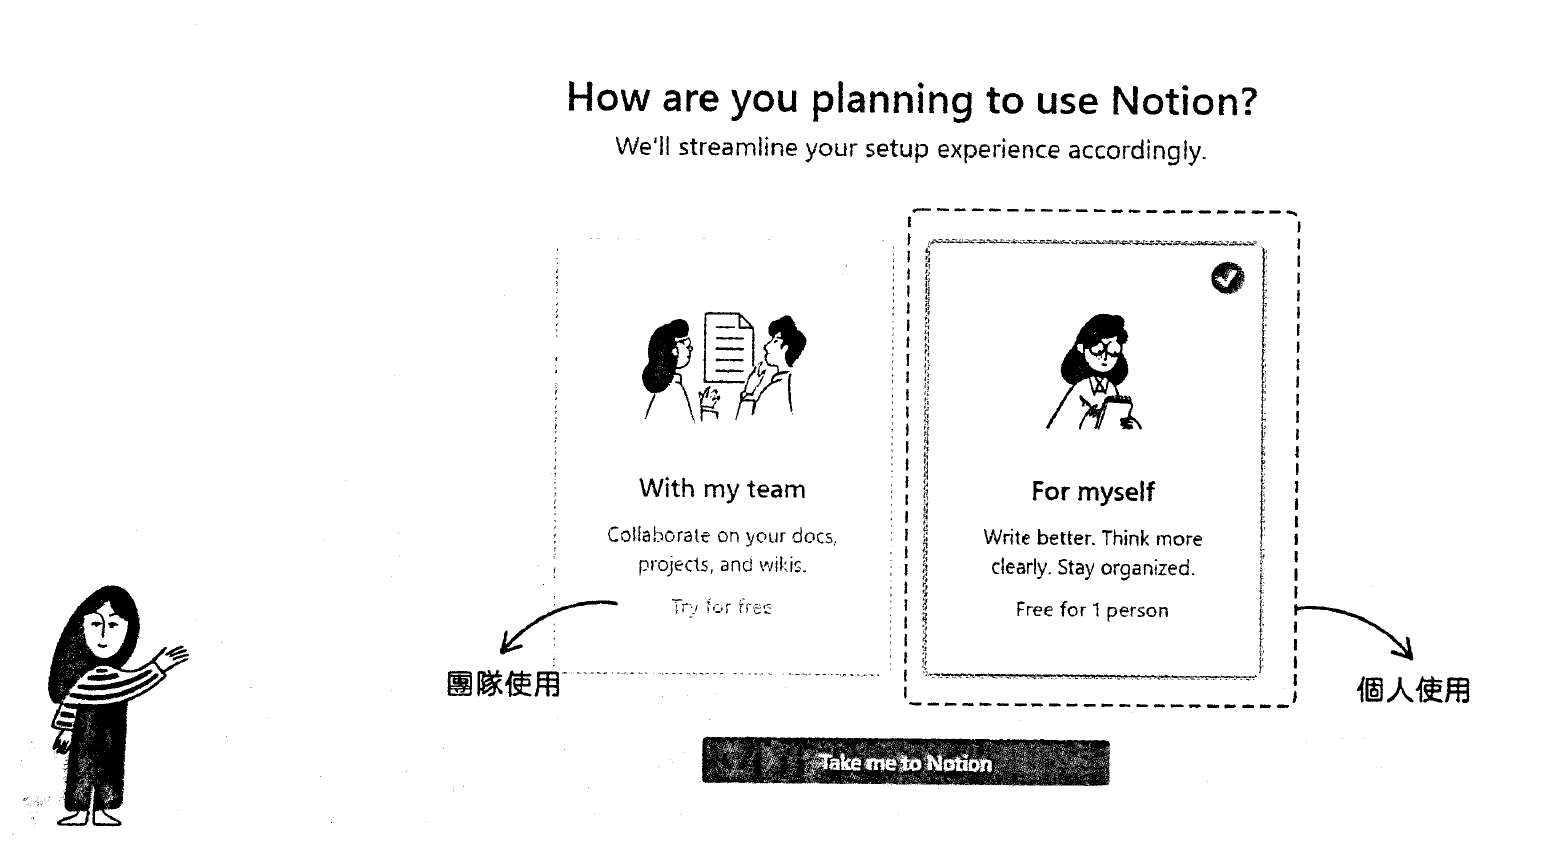 How are you planning to use Notion?
We'll streamline your setup experience accordingly.
With my team
Collaborate on your docs,
projects, and wikis.
Try for free
團隊使用
For myself
Write better. Think more
clearly. Stay organized.
Free for 1 person
個人使用
Take me to Notion